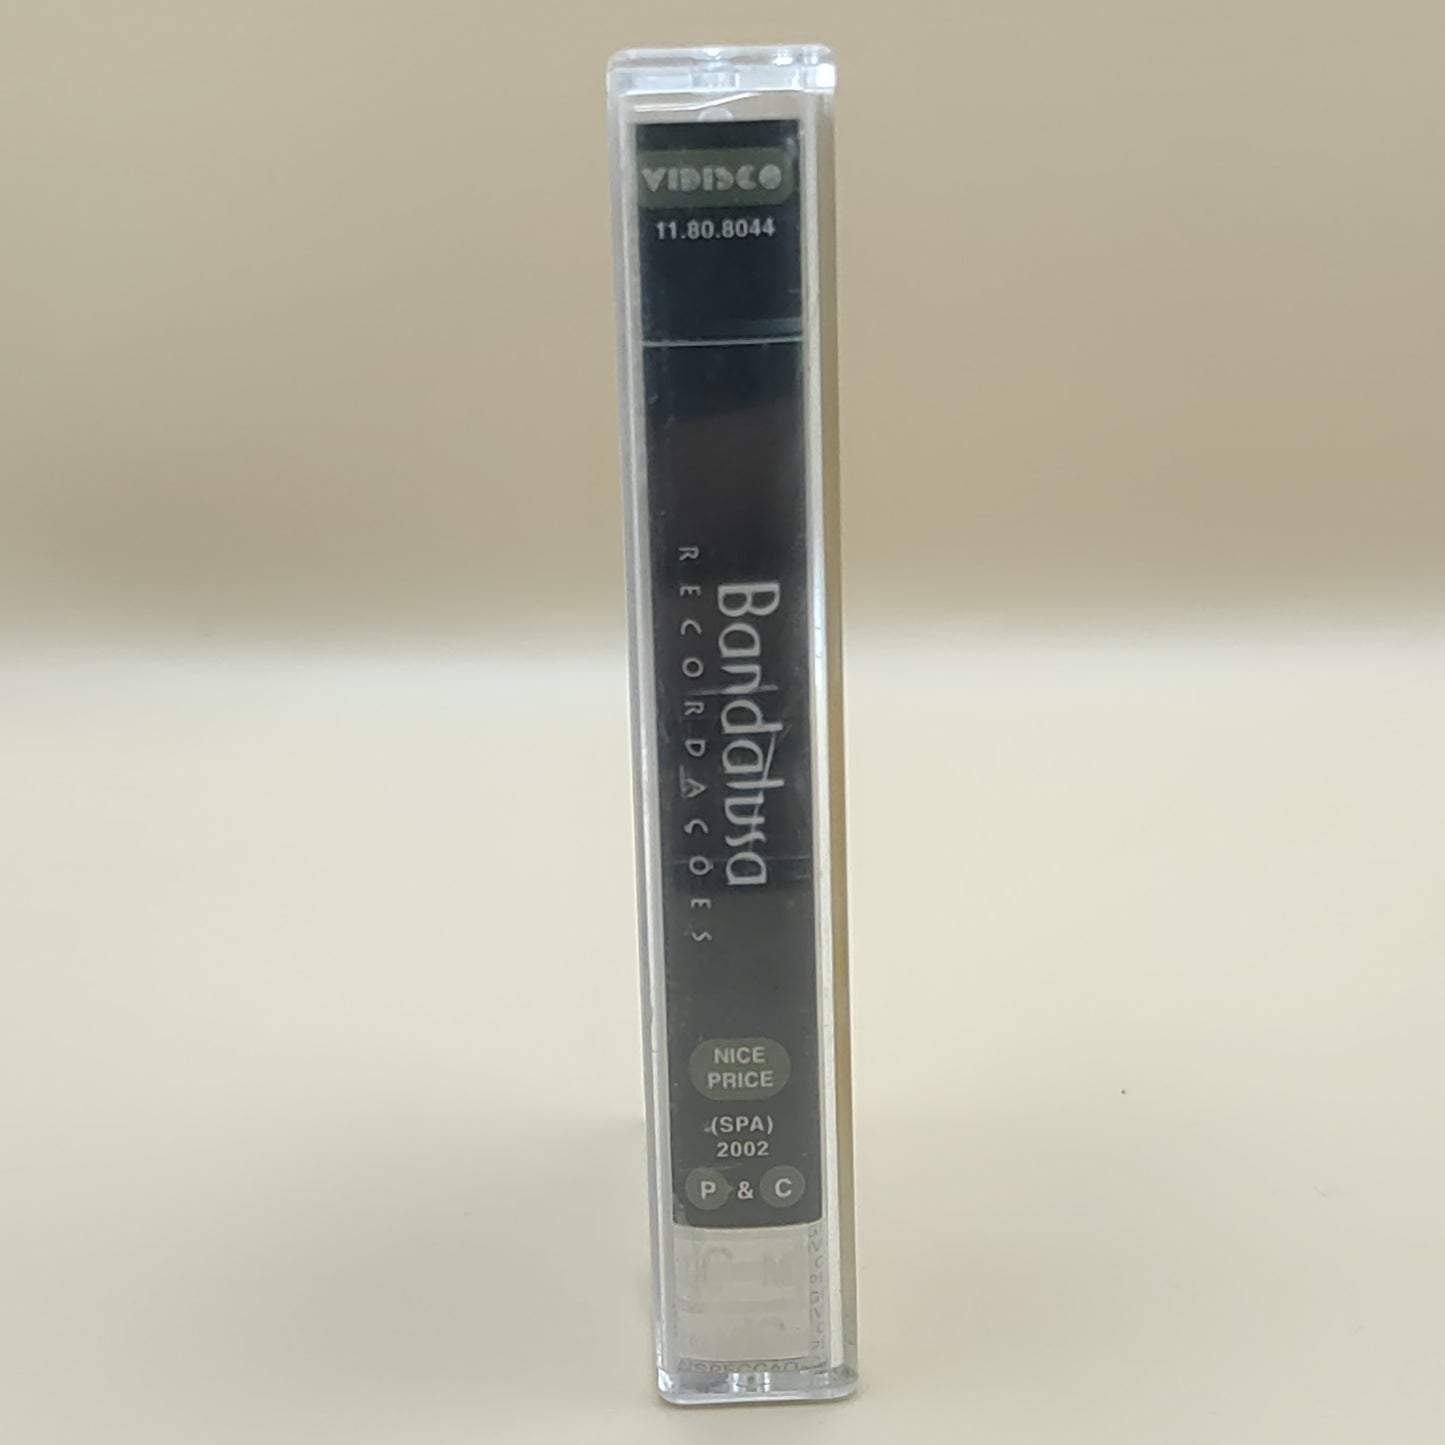 VIDISCO
11.80.8044
Bandalusa
RECORDAÇÕES
NICE
PRICE
(SPA)
2002
P & C